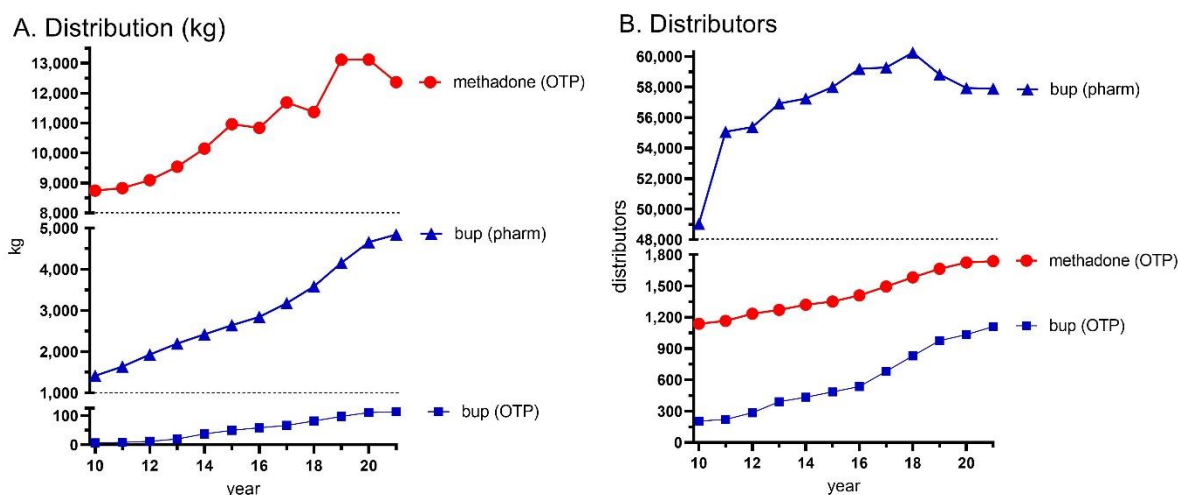 A. Distribution (kg)
13,000
12,000
11,000
10,000
9,000
8,000
5,000
4,000
3,000
2,000
1,000
100
0
kg
10 12 14 16 18 20
year
methadone (OTP)
bup (pharm)
bup (OTP)
B. Distributors
60,000
58,000
56,000
54,000
52,000
50,000
48,000
1,800
1,500
1,200
900
600
300
0
distributors
10 12 14 16 18 20
year
bup (pharm)
methadone (OTP)
bup (OTP)